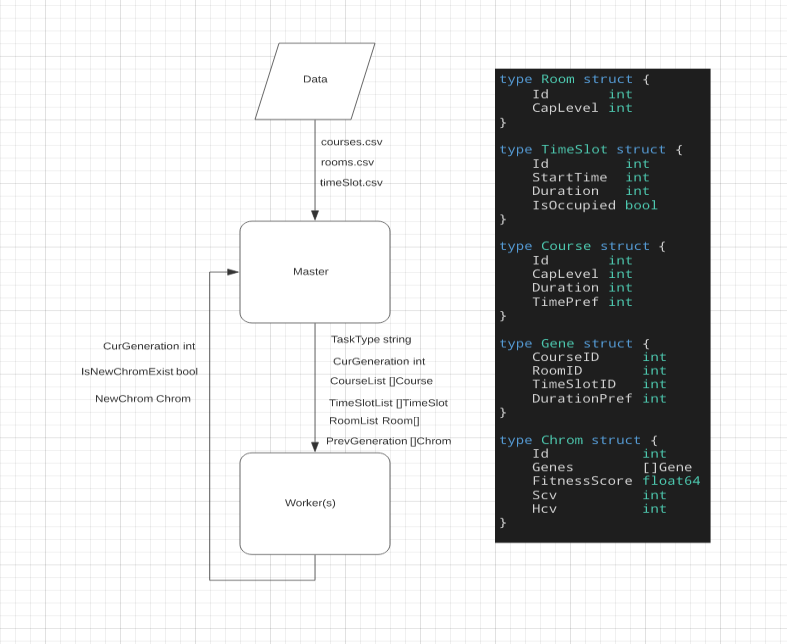 Data
courses.csv
rooms.csv
timeSlot.csv
Master
CurGeneration int
IsNewChromExist bool
NewChrom Chrom
TaskType string
CurGeneration int
CourseList []Course
TimeSlotList []TimeSlot
RoomList Room[]
PrevGeneration []Chrom
Worker(s)
type Room struct {
    Id       int
    CapLevel int
}
type TimeSlot struct {
    Id         int
    StartTime  int
    Duration   int
    IsOccupied bool
}
type Course struct {
    Id       int
    CapLevel int
    Duration int
    TimePref int
}
type Gene struct {
    CourseID     int
    RoomID       int
    TimeSlotID   int
    DurationPref int
}
type Chrom struct {
    Id           int
    Genes        []Gene
    FitnessScore float64
    Scv          int
    Hcv          int
}